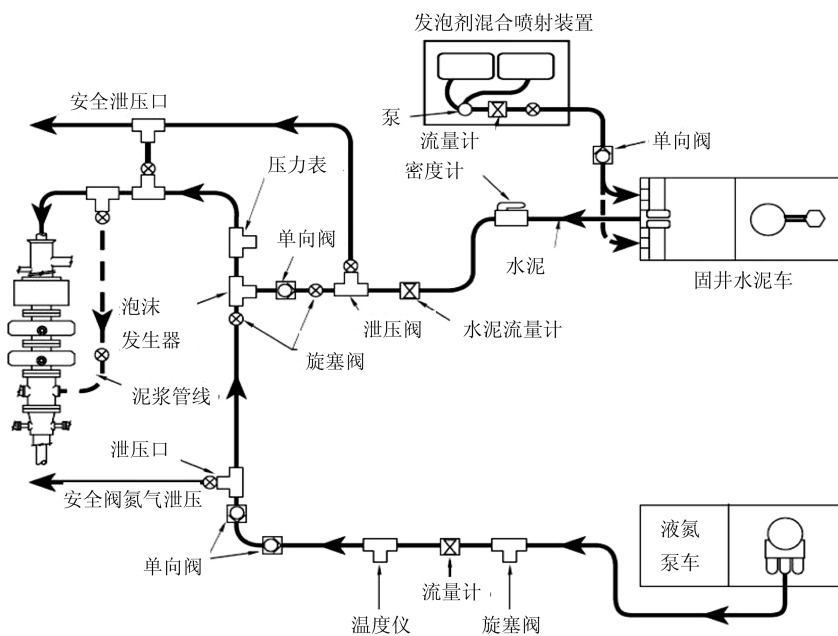 发泡剂混合喷射装置
安全泄压口
泵
流量计
单向阀
密度计
压力表
单向阀
水泥
固井水泥车
泡沫
发生器
泄压阀
水泥流量计
旋塞阀
泥浆管线
泄压口
安全阀氮气泄压
液氮
泵车
单向阀
流量计
温度仪
旋塞阀